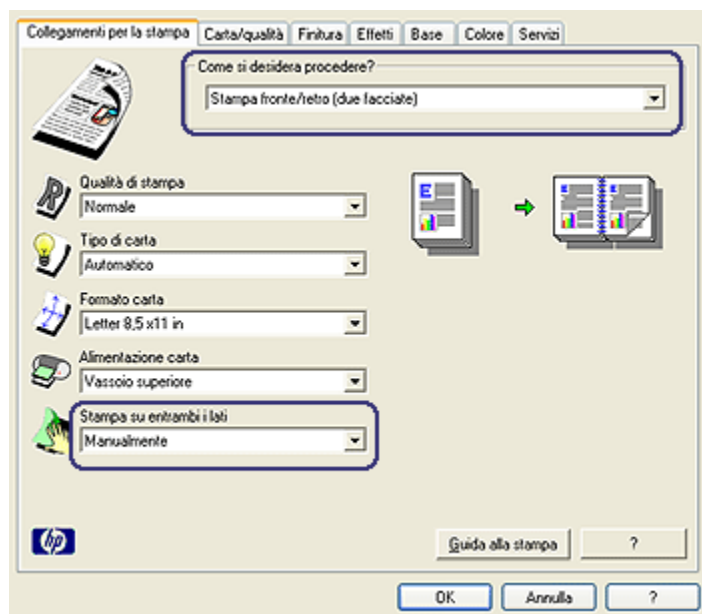 Collegamenti per la stampa Carta/qualità Finitura Effetti Base Colore Servizi
Come si desidera procedere?
Stampa fronte/retro (due facciate)
Qualità di stampa
Normale
Tipo di carta
Automatico
Formato carta
Letter 8,5 x11 in
Alimentazione carta
Vassoio superiore
Stampa su entrambi i lati
Manualmente
hp
Guida alla stampa ?
OK Annulla ?